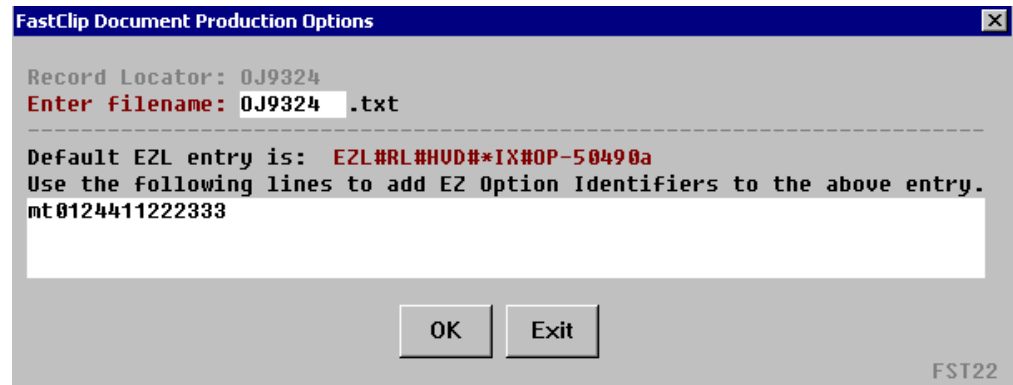 FastClip Document Production Options
Record Locator: 0J9324
Enter filename: 0J9324 .txt
Default EZL entry is: EZL#RL#HVD#*IX#OP-50490a
Use the following lines to add EZ Option Identifiers to the above entry.
mt0124411222333
OK Exit
FST22